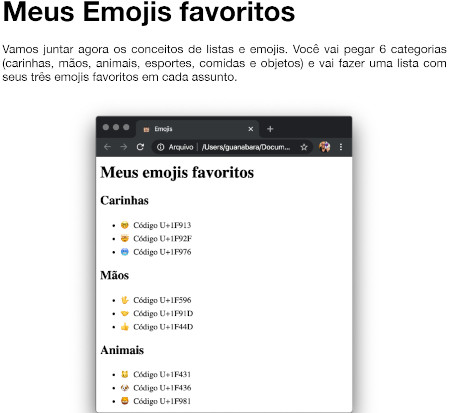 Meus Emojis favoritos
Vamos juntar agora os conceitos de listas e emojis. Você vai pegar 6 categorias
(carinhas, mãos, animais, esportes, comidas e objetos) e vai fazer uma lista com
seus três emojis favoritos em cada assunto.
Emojis
Arquivo | /Users/guanabara/Docum...
Meus emojis favoritos
Carinhas
• 🤓 Código U+1F913
• 🤯 Código U+1F92F
• 🥶 Código U+1F976
Mãos
• 🖖 Código U+1F596
• 🤝 Código U+1F91D
• 👍 Código U+1F44D
Animais
• 🐱 Código U+1F431
• 🐶 Código U+1F436
• 🦁 Código U+1F981